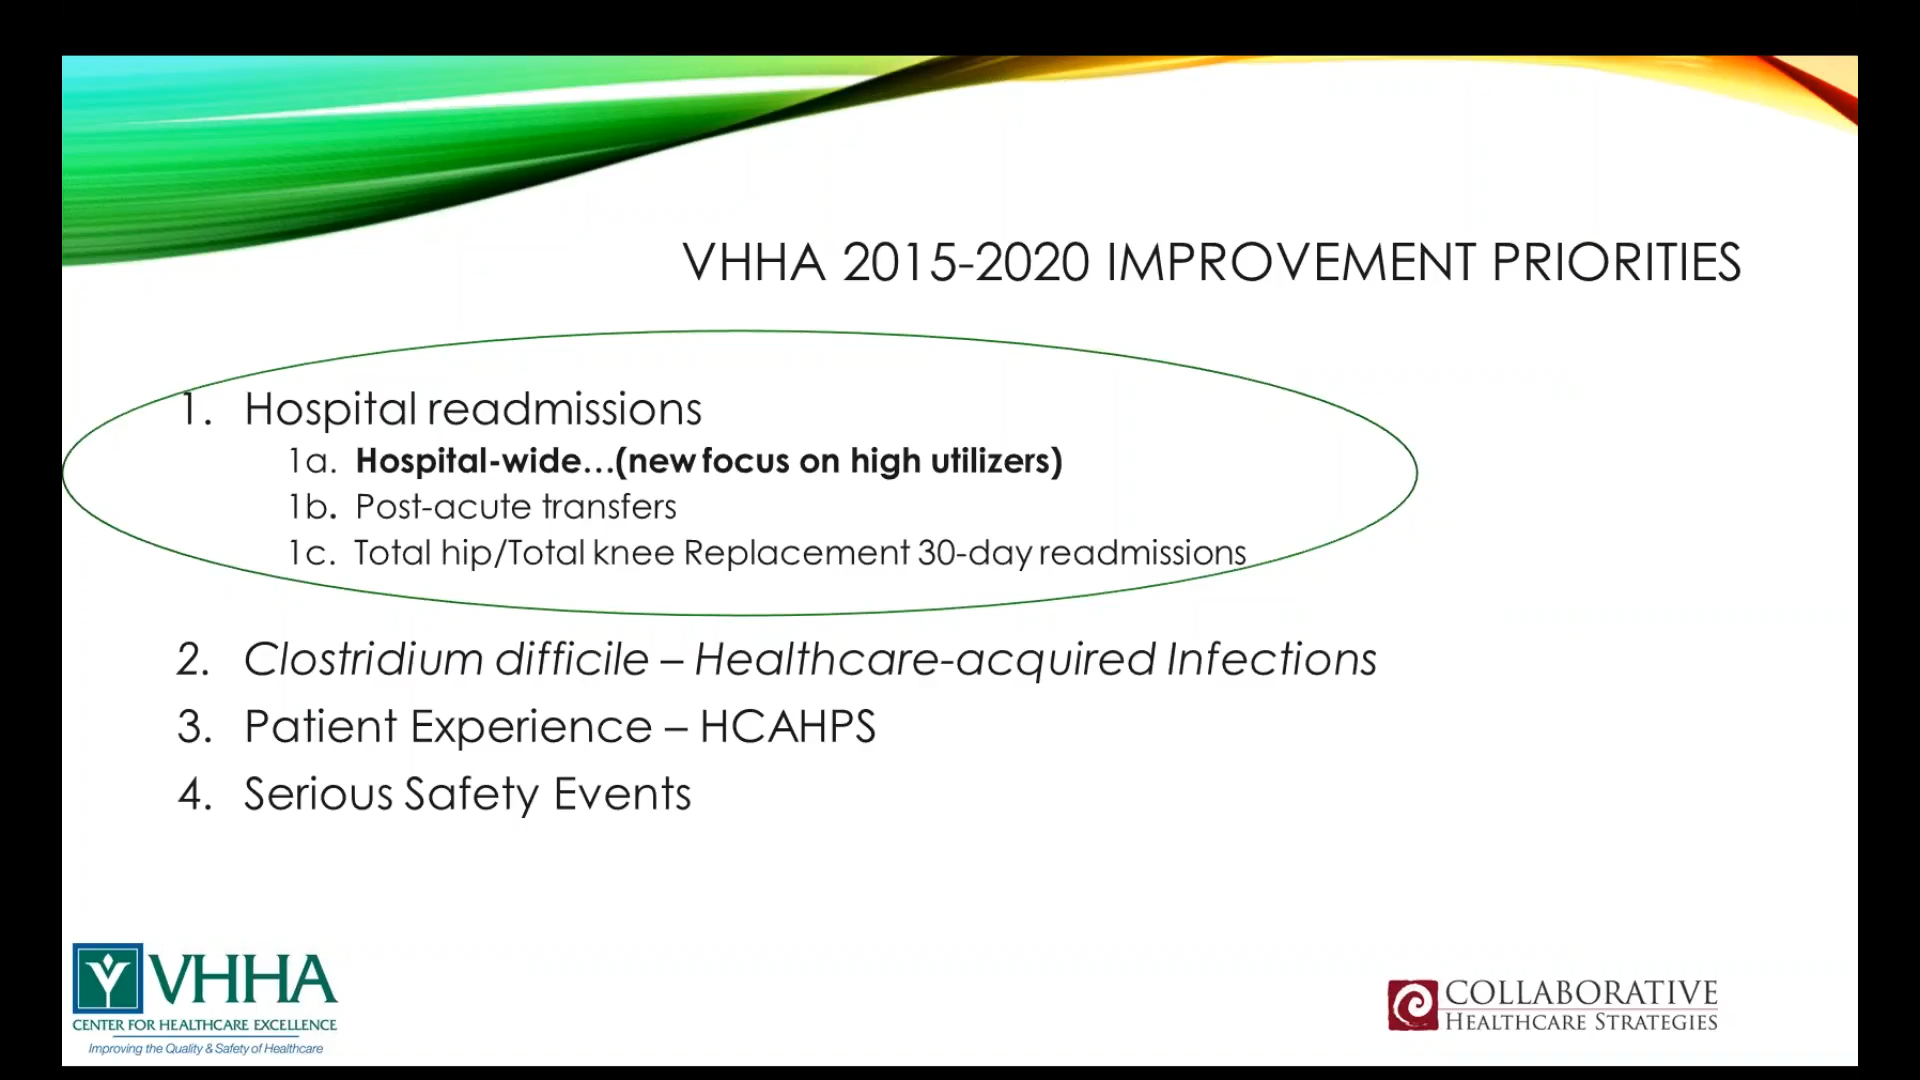 VHHA 2015-2020 IMPROVEMENT PRIORITIES
1. Hospital readmissions
1a. Hospital-wide...(new focus on high utilizers)
1b. Post-acute transfers
1c. Total hip/Total knee Replacement 30-day readmissions
2. Clostridium difficile – Healthcare-acquired Infections
3. Patient Experience – HCAHPS
4. Serious Safety Events
VHHA
CENTER FOR HEALTHCARE EXCELLENCE
Improving the Quality & Safety of Healthcare
COLLABORATIVE
HEALTHCARE STRATEGIES